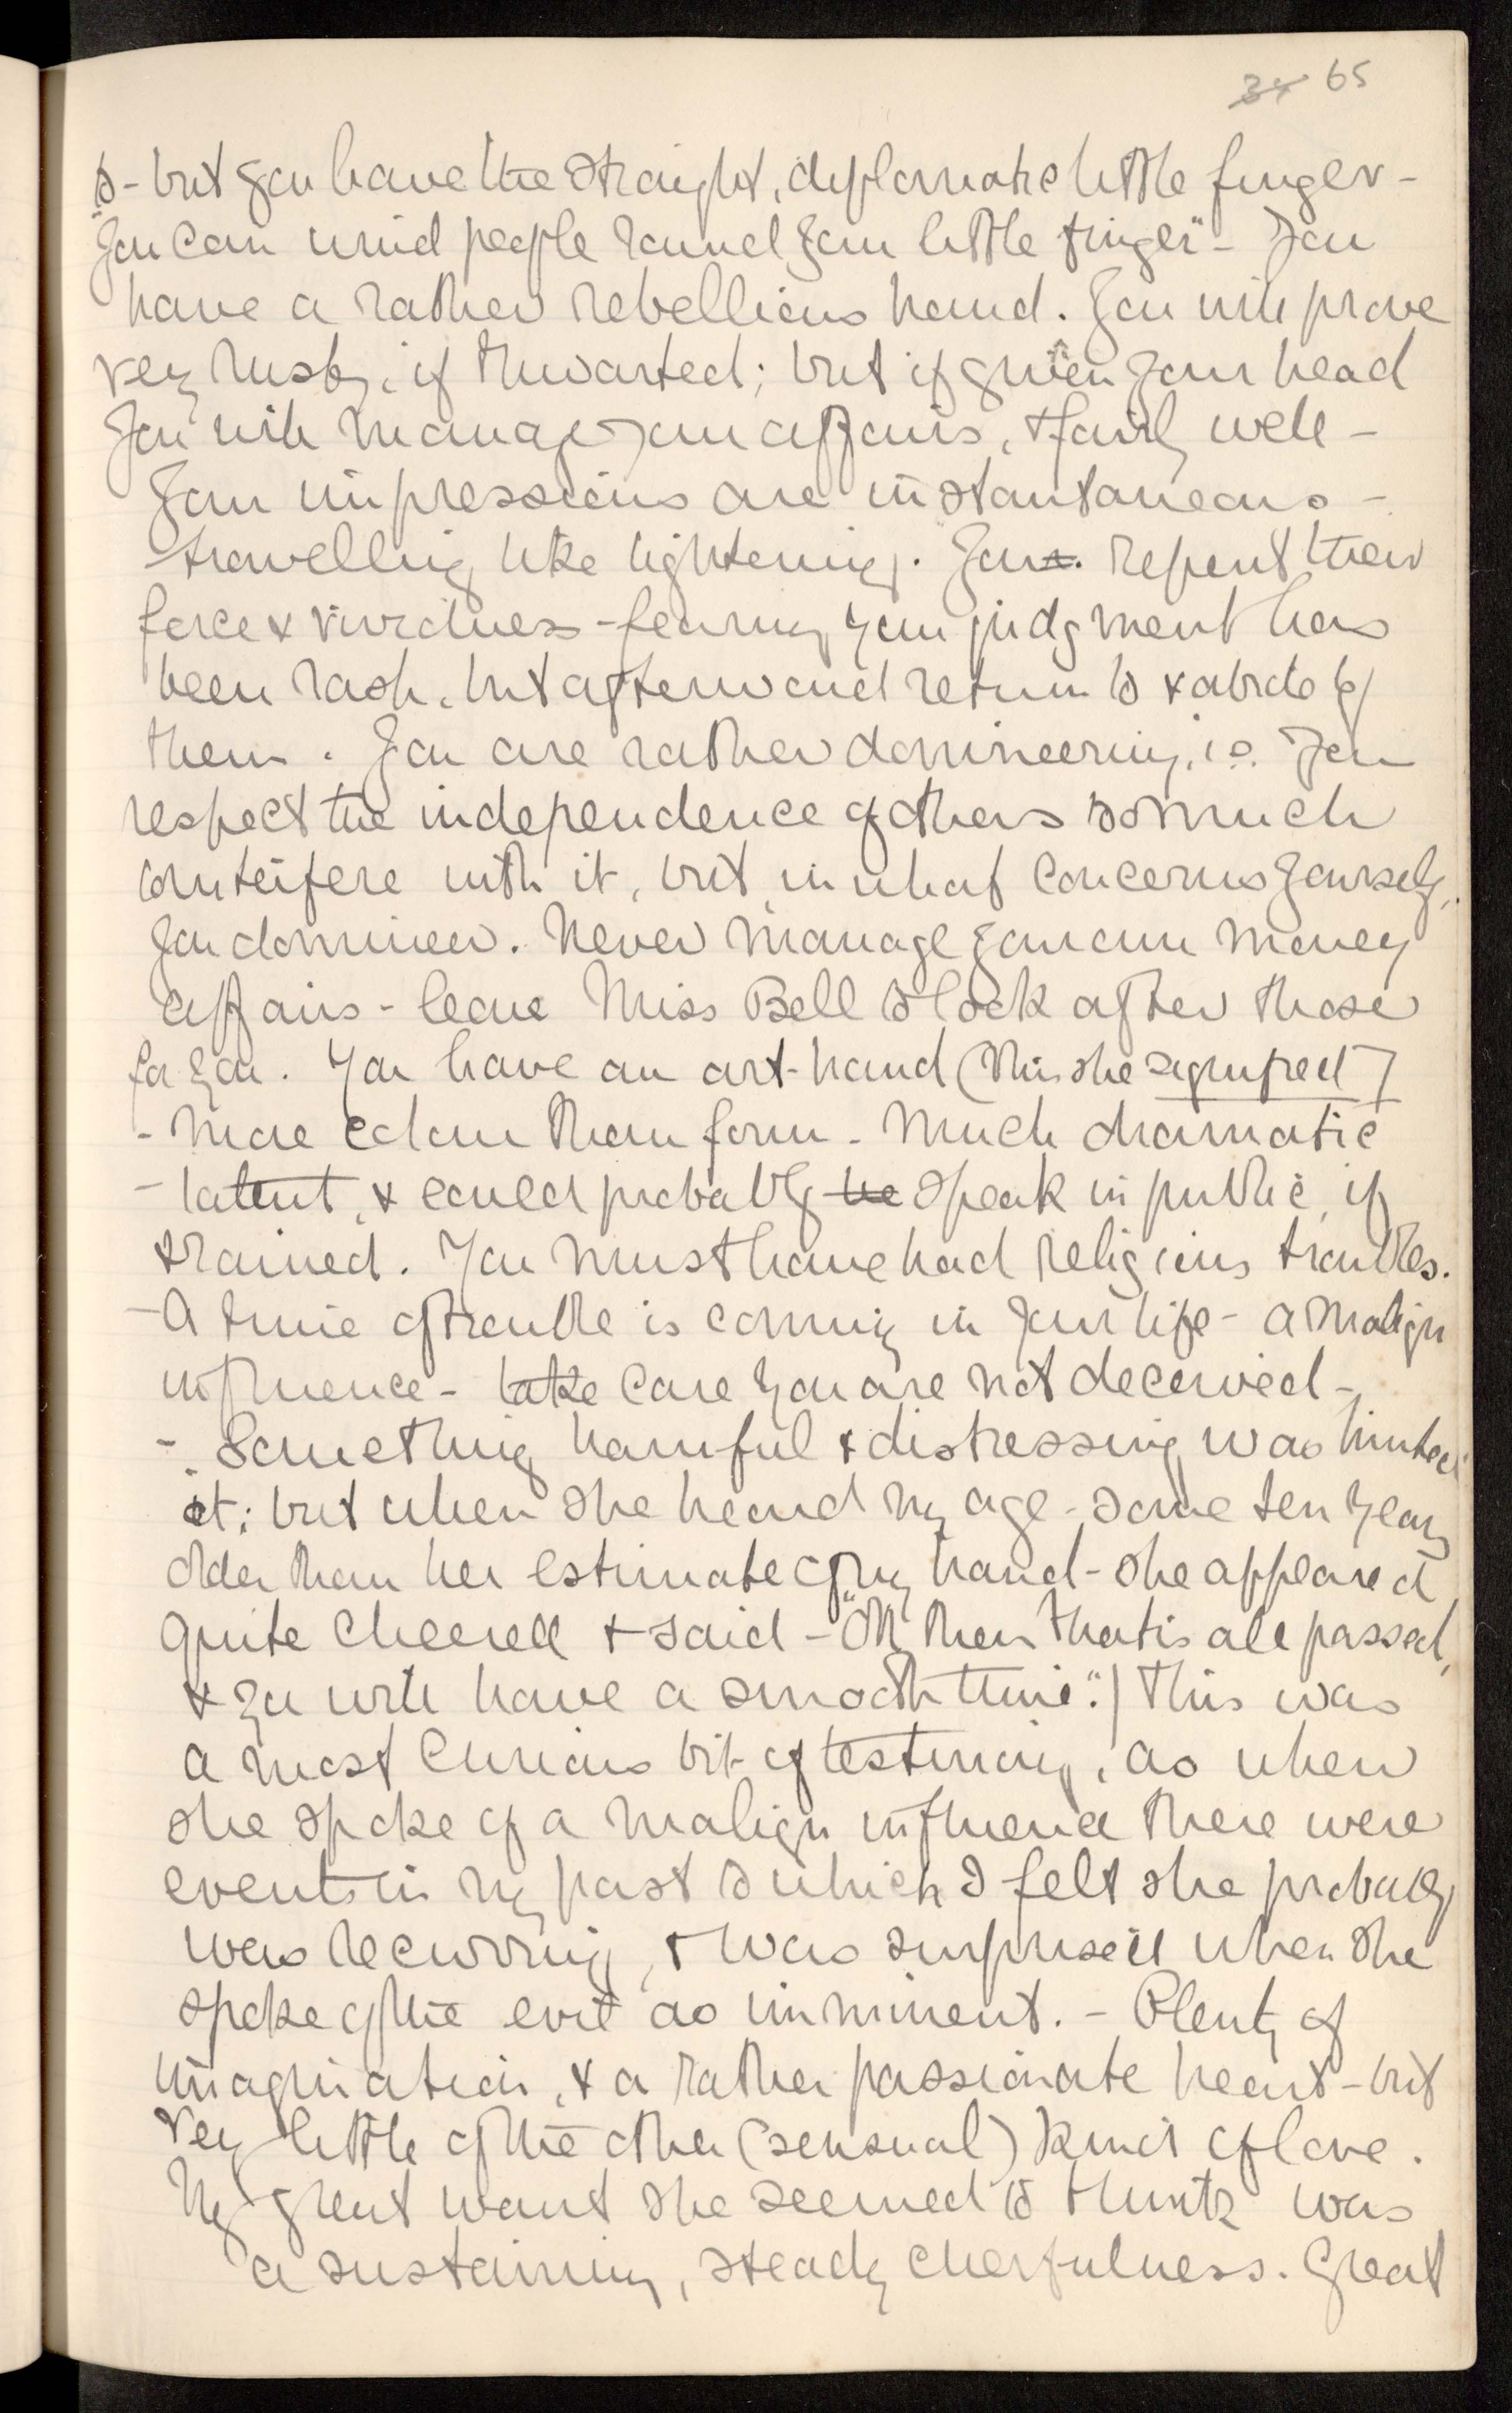 34 65
to - but you have the straight, diplomatic little finger -
"You can wind people round your little finger" - You
have a rather rebellious hand. You will prove
very husky, if thwarted; but if given your head
you will manage your affairs, & fairly well -
Your impressions are instantaneous -
travelling like lightening. You repent their
force & vividness - fearing your judgment has
been rash, but afterward return to & abide by
them. You are rather domineering, i.e. You
respect the independence of others too much
to interfere with it, but, in what concerns yourself,
you domineer. Never manage your own money
affairs - leave Miss Bell to look after those
for you. You have an art-hand (this she signified)
- more colour than form - Much dramatic
- latent, & could probably be speak in public, if
trained. You must have had religious troubles.
- A time of trouble is coming in your life - a malign
influence - take care you are not deceived -
- Something harmful & distressing was hinted
at: but when she heard my age - some ten years
older than her estimate of my hand - she appeared
quite cheered & said - "Oh then that is all passed,
& you will have a smooth time". | This was
a most curious bit of testimony, as when
she spoke of a malign influence there were
events in my past to which I felt she probably
was recurring, & was surprised when she
spoke of the evil as imminent. - Plenty of
imagination, & a rather passionate heart - but
very little of the other (sensual) kind of love.
My great want she seemed to think was
a sustaining, steady cherfulness. Great